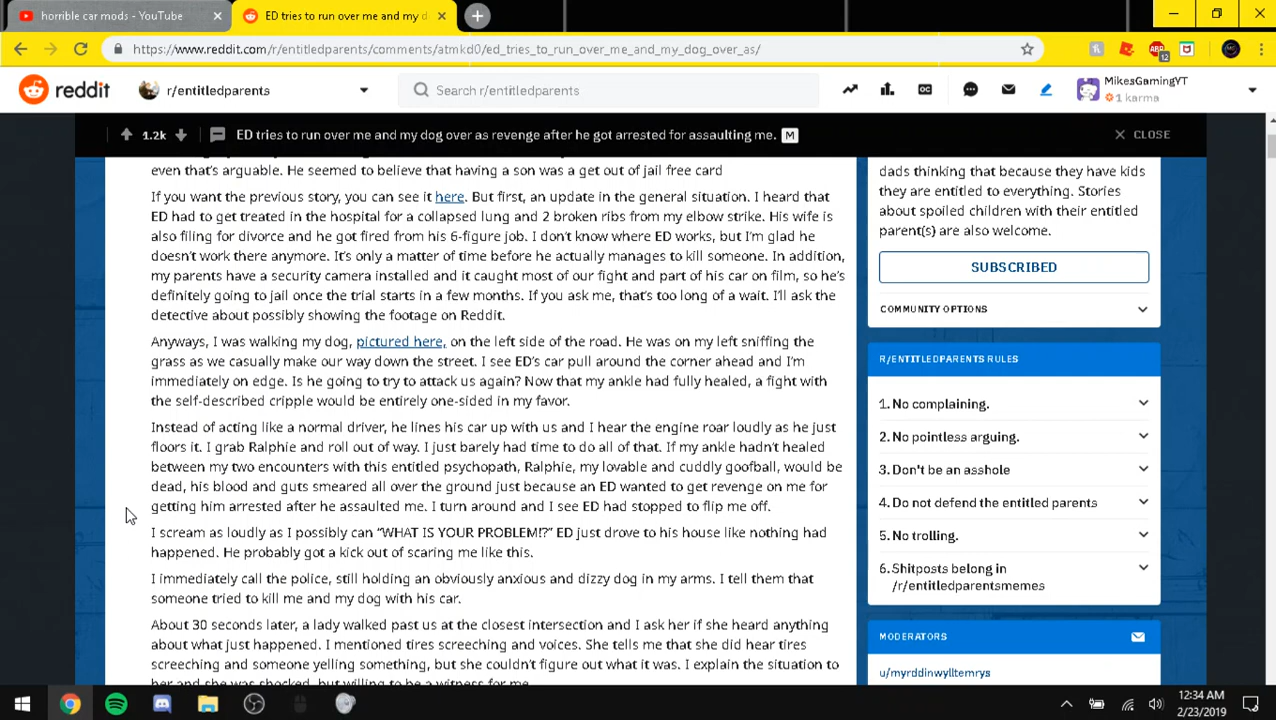 horrible car mods - YouTube
ED tries to run over me and my d
https://www.reddit.com/r/entitledparents/comments/atmkd0/ed_tries_to_run_over_me_and_my_dog_over_as/
ABP
12
reddit
r/entitledparents
Search r/entitledparents
OC
MikesGamingYT
1 karma
1.2k
ED tries to run over me and my dog over as revenge after he got arrested for assaulting me. M
CLOSE
even that's arguable. He seemed to believe that having a son was a get out of jail free card
If you want the previous story, you can see it here. But first, an update in the general situation. I heard that
ED had to get treated in the hospital for a collapsed lung and 2 broken ribs from my elbow strike. His wife is
also filing for divorce and he got fired from his 6-figure job. I don't know where ED works, but I'm glad he
doesn't work there anymore. It's only a matter of time before he actually manages to kill someone. In addition,
my parents have a security camera installed and it caught most of our fight and part of his car on film, so he's
definitely going to jail once the trial starts in a few months. If you ask me, that's too long of a wait. I'll ask the
detective about possibly showing the footage on Reddit.
Anyways, I was walking my dog, pictured here, on the left side of the road. He was on my left sniffing the
grass as we casually make our way down the street. I see ED's car pull around the corner ahead and I'm
immediately on edge. Is he going to try to attack us again? Now that my ankle had fully healed, a fight with
the self-described cripple would be entirely one-sided in my favor.
Instead of acting like a normal driver, he lines his car up with us and I hear the engine roar loudly as he just
floors it. I grab Ralphie and roll out of way. I just barely had time to do all of that. If my ankle hadn't healed
between my two encounters with this entitled psychopath, Ralphie, my lovable and cuddly goofball, would be
dead, his blood and guts smeared all over the ground just because an ED wanted to get revenge on me for
getting him arrested after he assaulted me. I turn around and I see ED had stopped to flip me off.
I scream as loudly as I possibly can “WHAT IS YOUR PROBLEM!?” ED just drove to his house like nothing had
happened. He probably got a kick out of scaring me like this.
I immediately call the police, still holding an obviously anxious and dizzy dog in my arms. I tell them that
someone tried to kill me and my dog with his car.
About 30 seconds later, a lady walked past us at the closest intersection and I ask her if she heard anything
about what just happened. I mentioned tires screeching and voices. She tells me that she did hear tires
screeching and someone yelling something, but she couldn't figure out what it was. I explain the situation to
her and she was shocked, but willing to be a witness for me.
dads thinking that because they have kids
they are entitled to everything. Stories
about spoiled children with their entitled
parent(s) are also welcome.
SUBSCRIBED
COMMUNITY OPTIONS
R/ENTITLEDPARENTS RULES
1. No complaining.
2. No pointless arguing.
3. Don't be an asshole
4. Do not defend the entitled parents
5. No trolling.
6. Shitposts belong in
/r/entitledparentsmemes
MODERATORS
u/myrddinwylltemrys
12:34 AM
2/23/2019